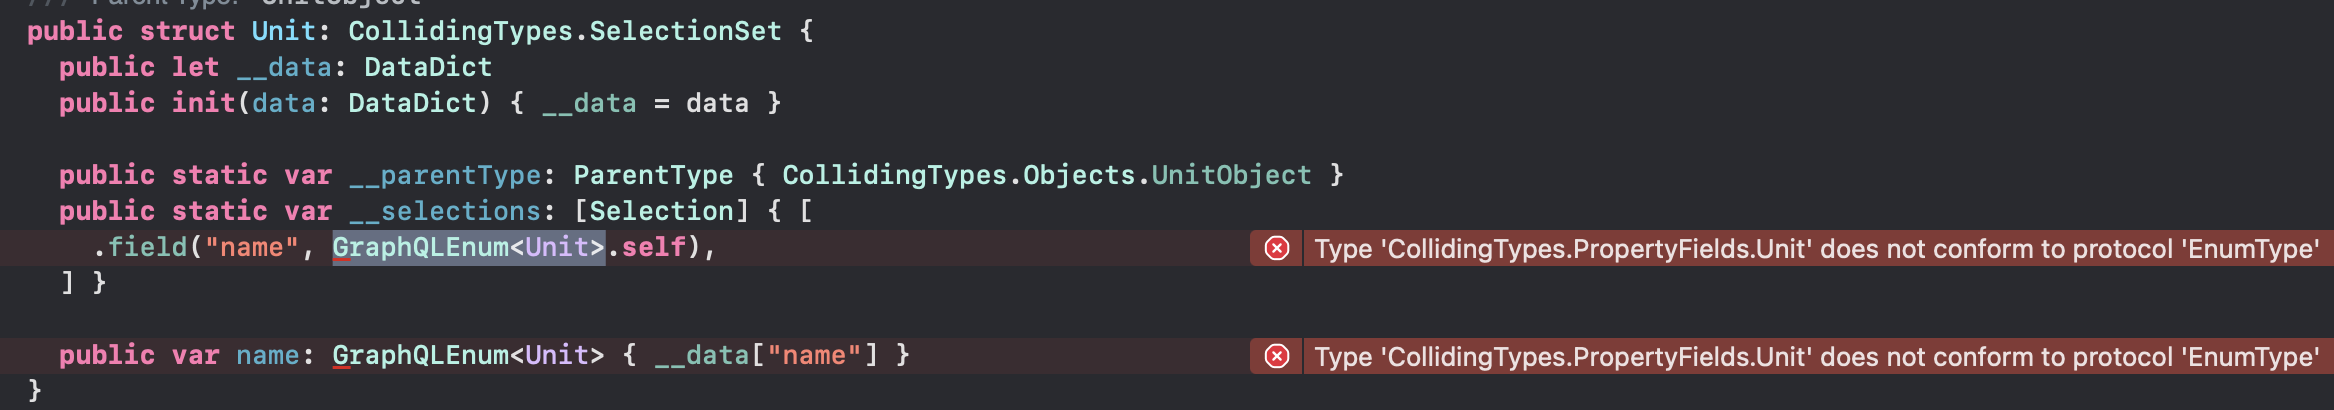 /// Parent Type: `UnitObject`
public struct Unit: CollidingTypes.SelectionSet {
public let __data: DataDict
public init(data: DataDict) { __data = data }
public static var __parentType: ParentType { CollidingTypes.Objects.UnitObject }
public static var __selections: [Selection] { [
.field("name", GraphQLEnum<Unit>.self), Type 'CollidingTypes.PropertyFields.Unit' does not conform to protocol 'EnumType'
] }
public var name: GraphQLEnum<Unit> { __data["name"] } Type 'CollidingTypes.PropertyFields.Unit' does not conform to protocol 'EnumType'
}